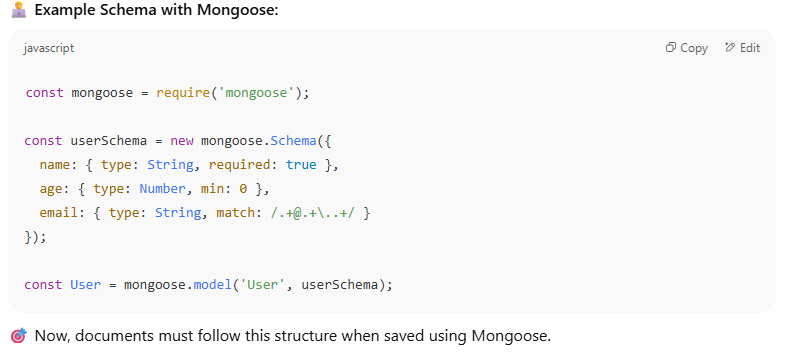 🧑‍💻 Example Schema with Mongoose:
javascript
Copy
Edit
const mongoose = require('mongoose');
const userSchema = new mongoose.Schema({
  name: { type: String, required: true },
  age: { type: Number, min: 0 },
  email: { type: String, match: /.+@.+\..+/ }
});
const User = mongoose.model('User', userSchema);
🎯 Now, documents must follow this structure when saved using Mongoose.